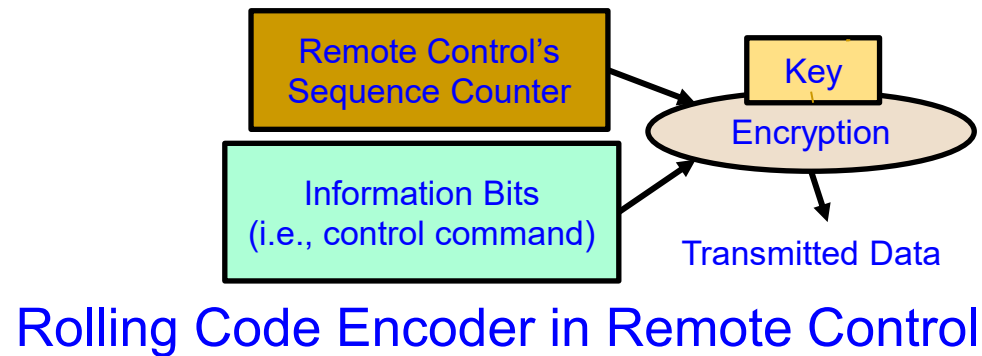 Remote Control's
Sequence Counter
Key
Encryption
Information Bits
(i.e., control command)
Transmitted Data
Rolling Code Encoder in Remote Control